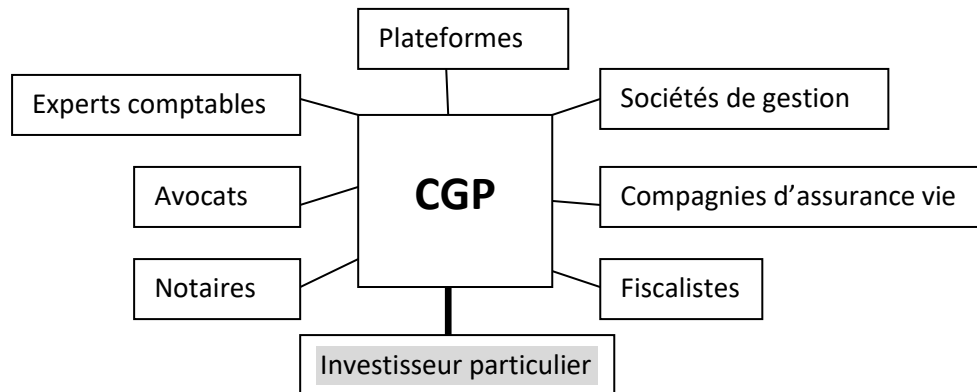 Plateformes
Experts comptables
Sociétés de gestion
Avocats
CGP
Compagnies d’assurance vie
Notaires
Fiscalistes
Investisseur particulier